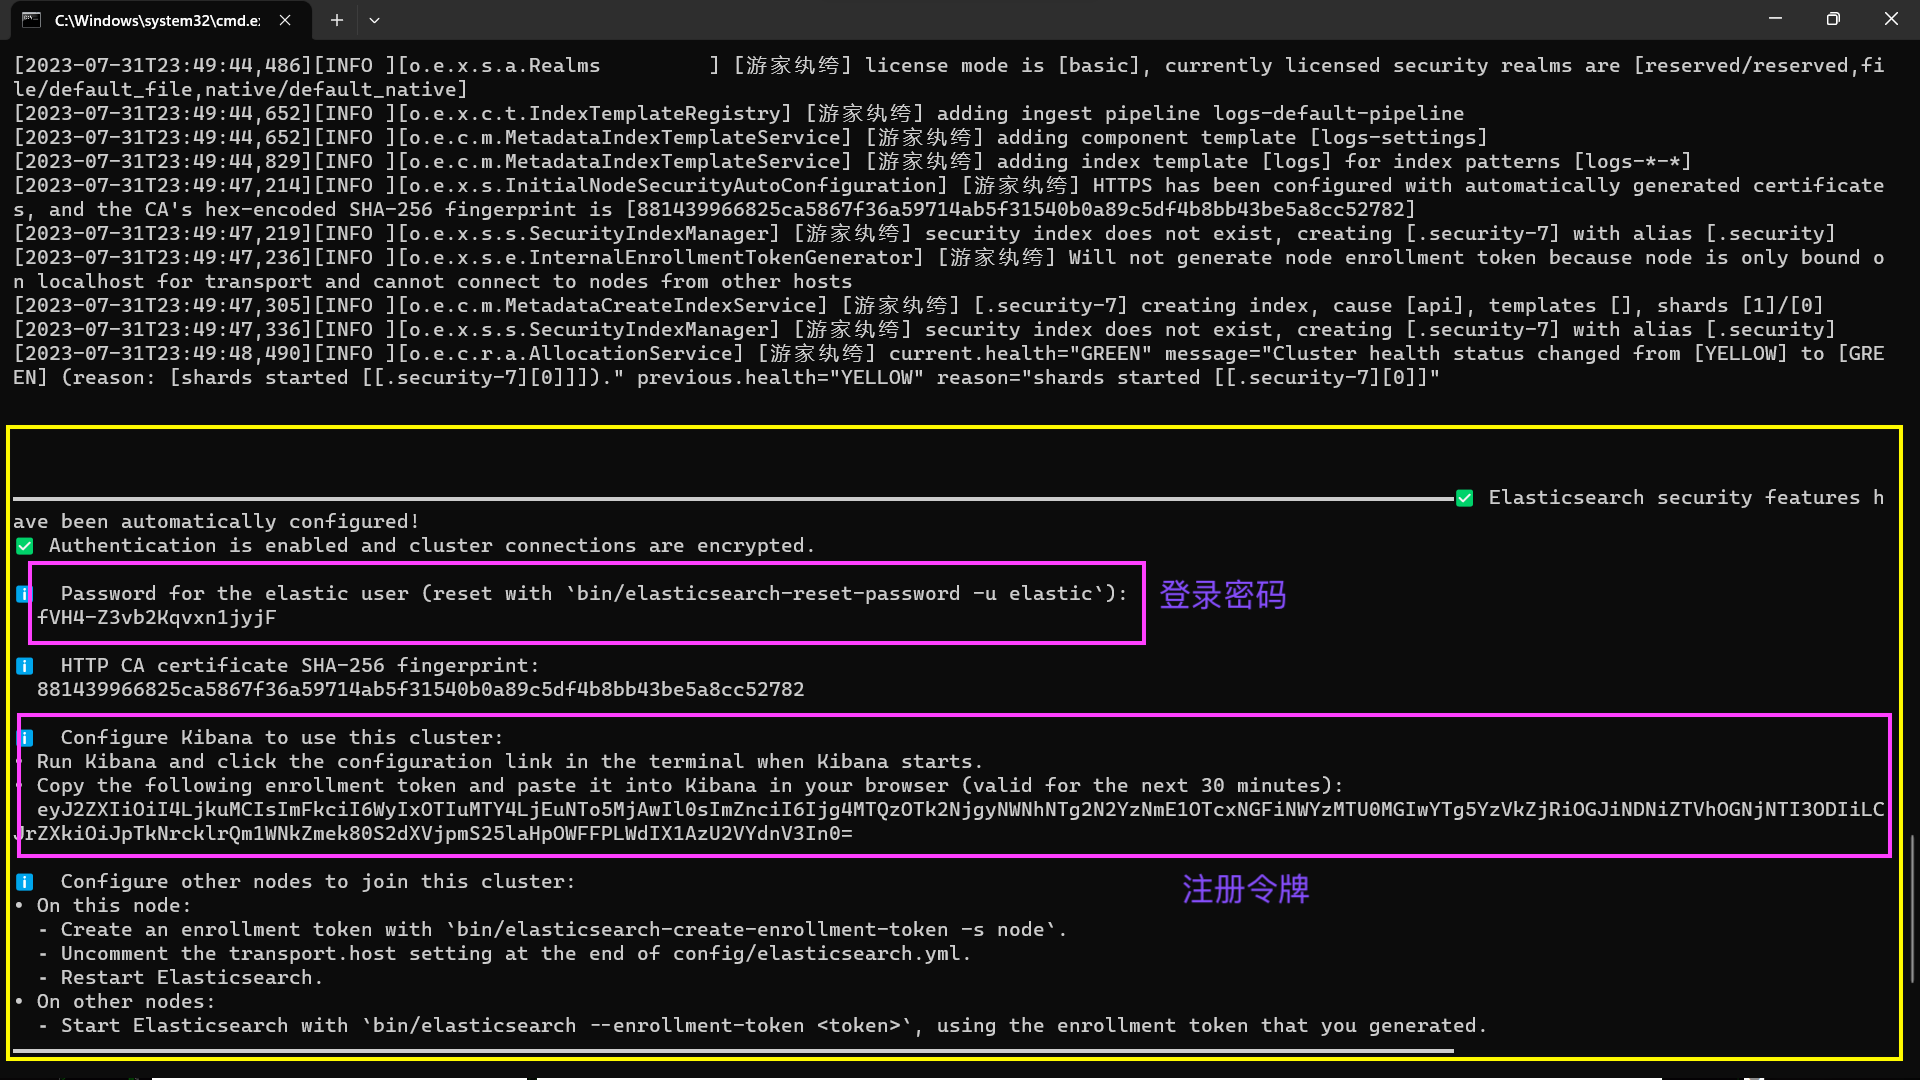 C:\Windows\system32\cmd.e
[2023-07-31T23:49:44,486][INFO ][o.e.x.s.a.Realms         ] [游家纨绔] license mode is [basic], currently licensed security realms are [reserved/reserved,fi
le/default_file,native/default_native]
[2023-07-31T23:49:44,652][INFO ][o.e.x.c.t.IndexTemplateRegistry] [游家纨绔] adding ingest pipeline logs-default-pipeline
[2023-07-31T23:49:44,652][INFO ][o.e.c.m.MetadataIndexTemplateService] [游家纨绔] adding component template [logs-settings]
[2023-07-31T23:49:44,829][INFO ][o.e.c.m.MetadataIndexTemplateService] [游家纨绔] adding index template [logs] for index patterns [logs-*-*]
[2023-07-31T23:49:47,214][INFO ][o.e.x.s.InitialNodeSecurityAutoConfiguration] [游家纨绔] HTTPS has been configured with automatically generated certificate
s, and the CA's hex-encoded SHA-256 fingerprint is [881439966825ca5867f36a59714ab5f31540b0a89c5df4b8bb43be5a8cc52782]
[2023-07-31T23:49:47,219][INFO ][o.e.x.s.s.SecurityIndexManager] [游家纨绔] security index does not exist, creating [.security-7] with alias [.security]
[2023-07-31T23:49:47,236][INFO ][o.e.x.s.e.InternalEnrollmentTokenGenerator] [游家纨绔] Will not generate node enrollment token because node is only bound o
n localhost for transport and cannot connect to nodes from other hosts
[2023-07-31T23:49:47,305][INFO ][o.e.c.m.MetadataCreateIndexService] [游家纨绔] [.security-7] creating index, cause [api], templates [], shards [1]/[0]
[2023-07-31T23:49:47,336][INFO ][o.e.x.s.s.SecurityIndexManager] [游家纨绔] security index does not exist, creating [.security-7] with alias [.security]
[2023-07-31T23:49:48,490][INFO ][o.e.c.r.a.AllocationService] [游家纨绔] current.health="GREEN" message="Cluster health status changed from [YELLOW] to [GRE
EN] (reason: [shards started [[.security-7][0]]])." previous.health="YELLOW" reason="shards started [[.security-7][0]]"
✅ Elasticsearch security features h
ave been automatically configured!
✅ Authentication is enabled and cluster connections are encrypted.
ℹ️  Password for the elastic user (reset with `bin/elasticsearch-reset-password -u elastic`):
fVH4-Z3vb2Kqvxn1jyjF
登录密码
ℹ️  HTTP CA certificate SHA-256 fingerprint:
881439966825ca5867f36a59714ab5f31540b0a89c5df4b8bb43be5a8cc52782
ℹ️  Configure Kibana to use this cluster:
• Run Kibana and click the configuration link in the terminal when Kibana starts.
• Copy the following enrollment token and paste it into Kibana in your browser (valid for the next 30 minutes):
eyJ2ZXIiOiI4LjkuMCIsImFkciI6WyIxOTIuMTY4LjEuNTo5MjAwIl0sImZnciI6Ijg4MTQzOTk2NjgyNWNhNTg2N2YzNmE1OTcxNGFiNWYzMTU0MGIwYTg5YzVkZjRiOGJiNDNiZTVhOGNjNTI3ODIiLC
JrZXkiOiJpTkNrcklrQm1WNkZmek80S2dXVjpmS25laHpOWFFPLWdIX1AzU2VYdnV3In0=
ℹ️  Configure other nodes to join this cluster:
注册令牌
• On this node:
- Create an enrollment token with `bin/elasticsearch-create-enrollment-token -s node`.
- Uncomment the transport.host setting at the end of config/elasticsearch.yml.
- Restart Elasticsearch.
• On other nodes:
- Start Elasticsearch with `bin/elasticsearch --enrollment-token <token>`, using the enrollment token that you generated.